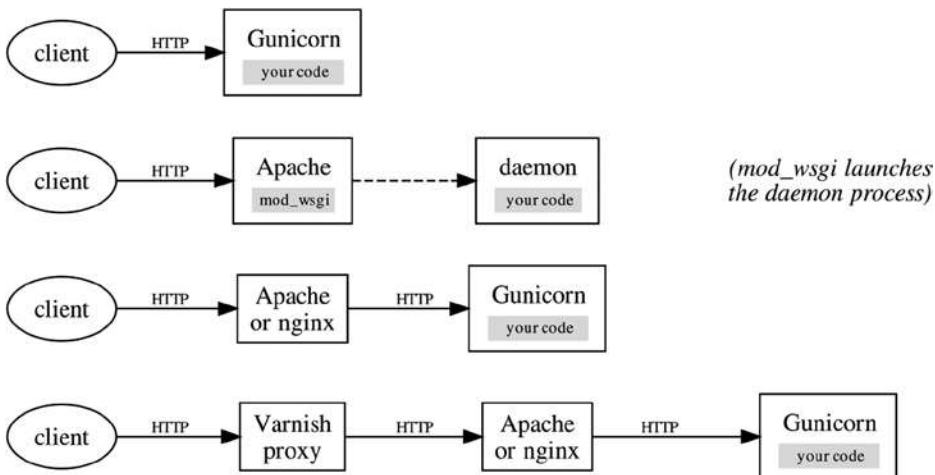 client
HTTP
Gunicorn
your code
client
HTTP
Apache
mod_wsgi
daemon
your code
(mod_wsgi launches
the daemon process)
client
HTTP
Apache
or nginx
HTTP
Gunicorn
your code
client
HTTP
Varnish
proxy
HTTP
Apache
or nginx
HTTP
Gunicorn
your code